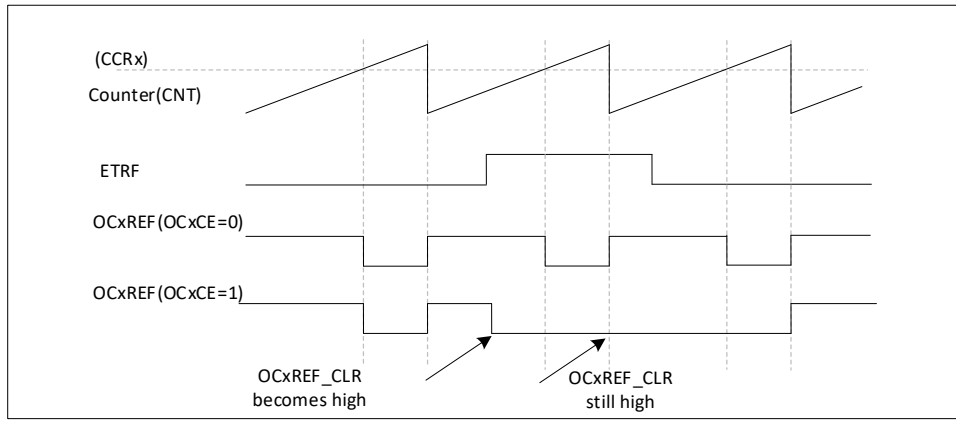 (CCRx)
Counter(CNT)
ETRF
OCxREF(OCxCE=0)
OCxREF(OCxCE=1)
OCxREF_CLR
becomes high
OCxREF_CLR
still high